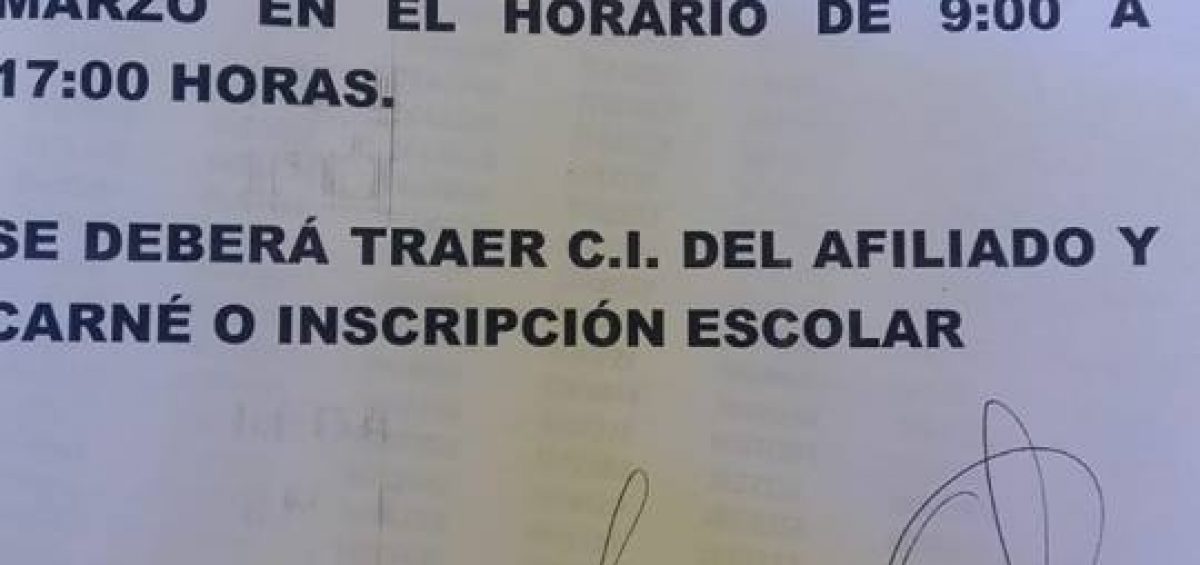 MARZO EN EL HORARIO DE 9:00 A
17:00 HORAS.
SE DEBERÁ TRAER C.I. DEL AFILIADO Y
CARNÉ O INSCRIPCIÓN ESCOLAR